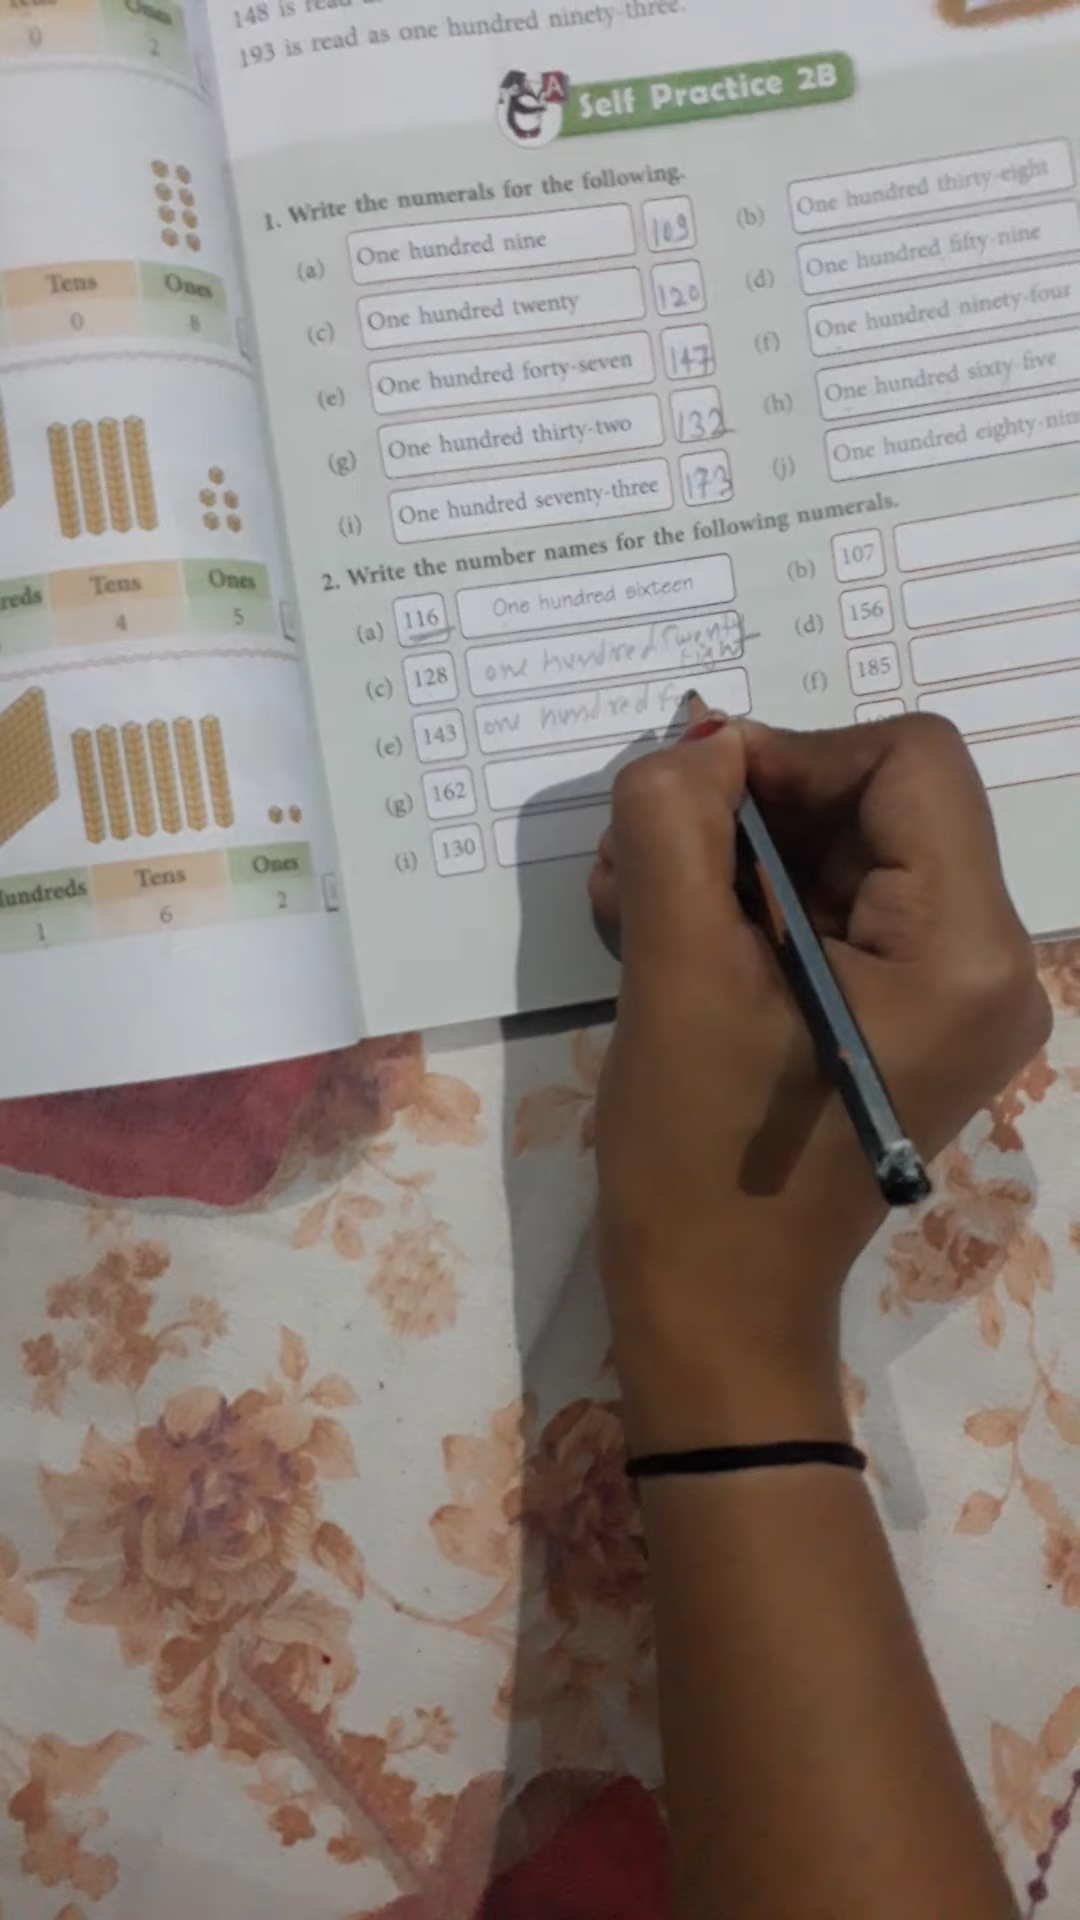 Ones
0 2
148 is read
193 is read as one hundred ninety-three.
A
Self Practice 2B
1. Write the numerals for the following.
(a) One hundred nine 109 (b) One hundred thirty-eight
(c) One hundred twenty 120 (d) One hundred fifty-nine
(e) One hundred forty-seven 147 (f) One hundred ninety-four
(g) One hundred thirty-two 132 (h) One hundred sixty-five
(i) One hundred seventy-three 173 (j) One hundred eighty-nin
2. Write the number names for the following numerals.
(a) 116 One hundred sixteen (b) 107
(c) 128 one hundred Twenty Eight (d) 156
(e) 143 one hundred fo (f) 185
(g) 162
(i) 130
Tens Ones
0 8
reds Tens Ones
4 5
Hundreds Tens Ones
1 6 2